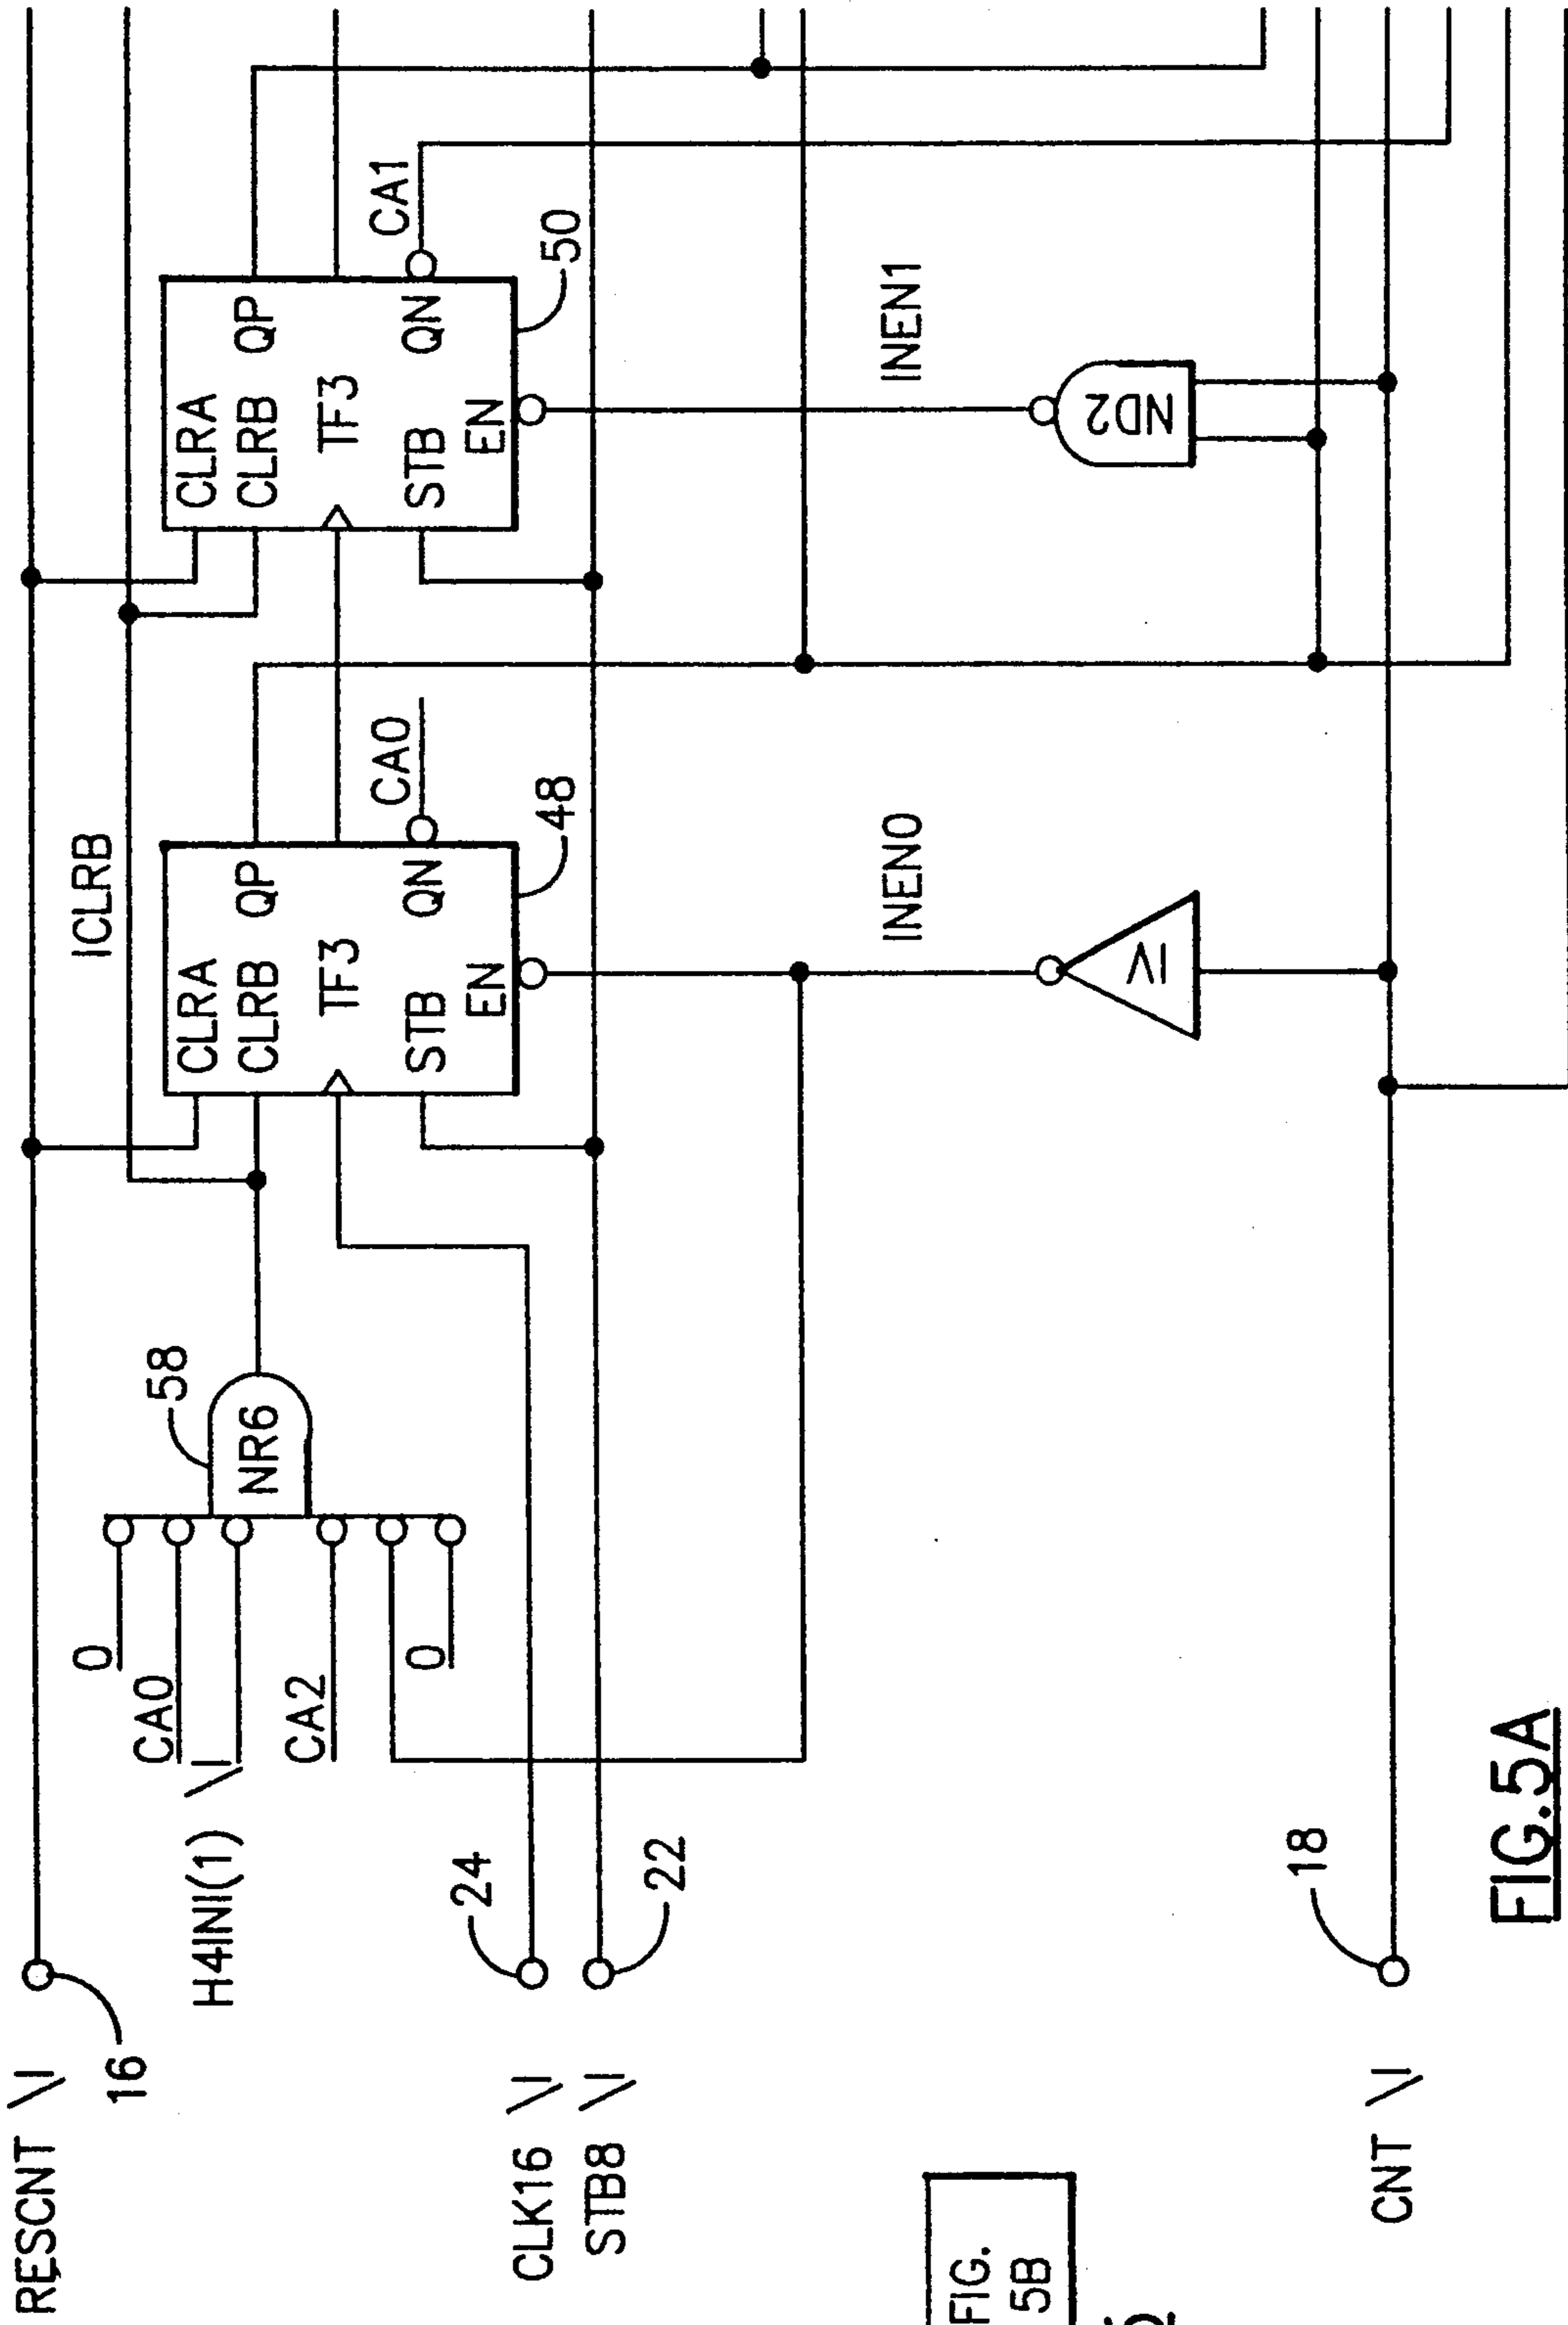 RESCNT \I
16
ICLRB
0
CA0
H4INI(1) \I
CA2
0
58
NR6
CLRA
CLRB
QP
TF3
STB
QN
EN
48
CA0
CLRA
CLRB
QP
TF3
STB
QN
EN
50
CA1
24
CLK16 \I
STB8 \I
22
INEN0
INEN1
IV
ND2
FIG.
5B
18
CNT \I
FIG.5A